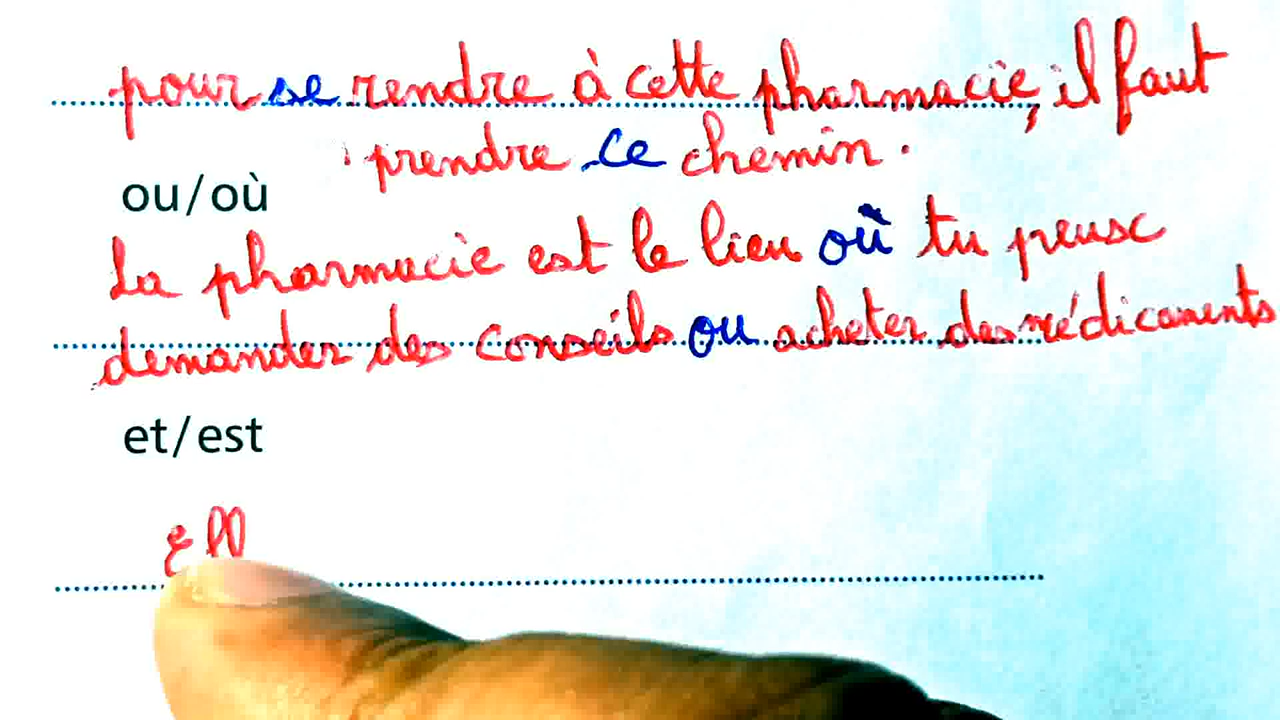 pour se rendre à cette pharmacie, il faut
prendre ce chemin.
ou/où
La pharmacie est le lieu où tu peux
demander des conseils ou acheter des médicaments
et/est
Ell